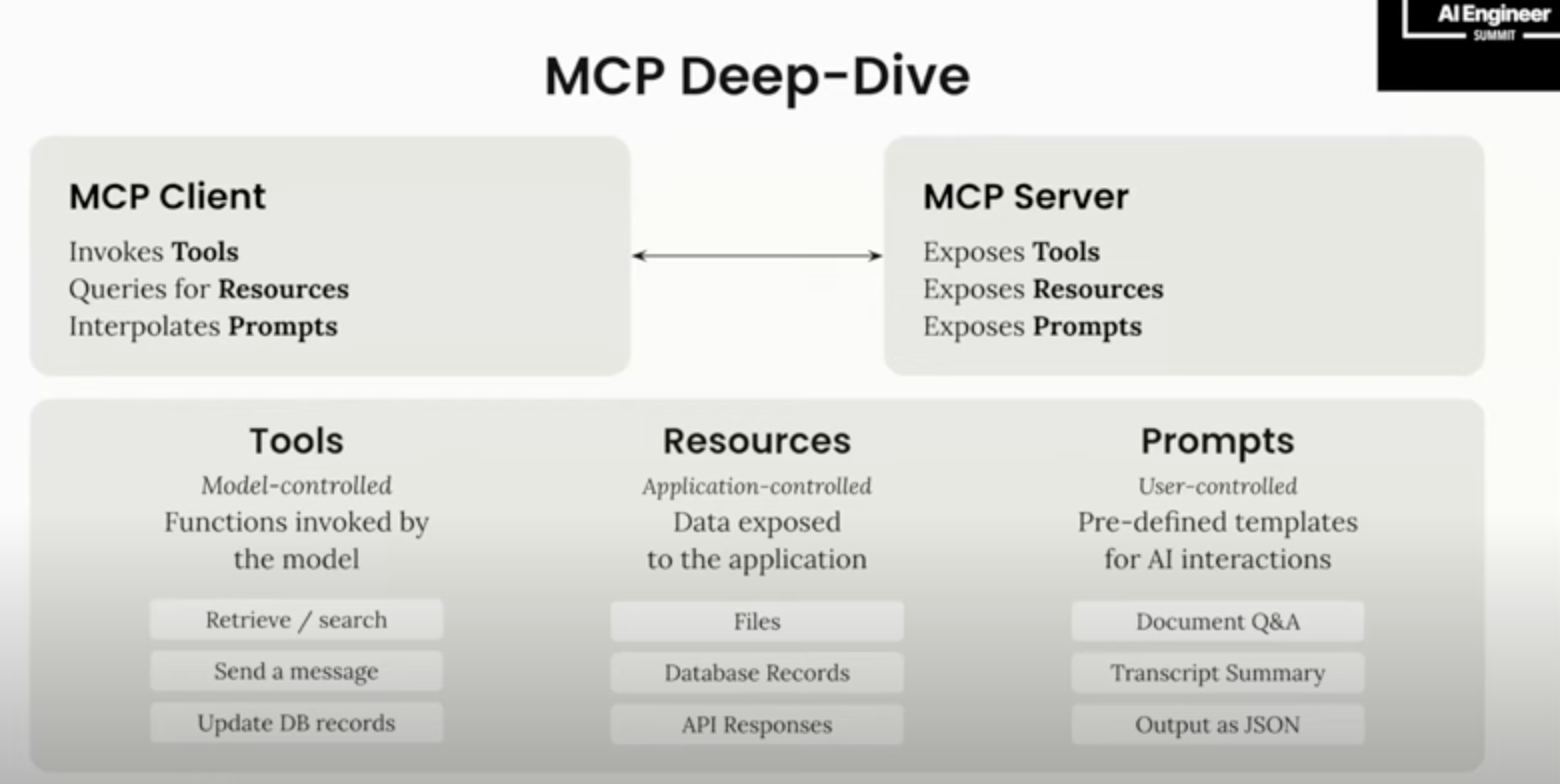 AI Engineer
SUMMIT
MCP Deep-Dive
MCP Client
Invokes Tools
Queries for Resources
Interpolates Prompts
MCP Server
Exposes Tools
Exposes Resources
Exposes Prompts
Tools
Model-controlled
Functions invoked by
the model
Retrieve / search
Send a message
Update DB records
Resources
Application-controlled
Data exposed
to the application
Files
Database Records
API Responses
Prompts
User-controlled
Pre-defined templates
for AI interactions
Document Q&A
Transcript Summary
Output as JSON